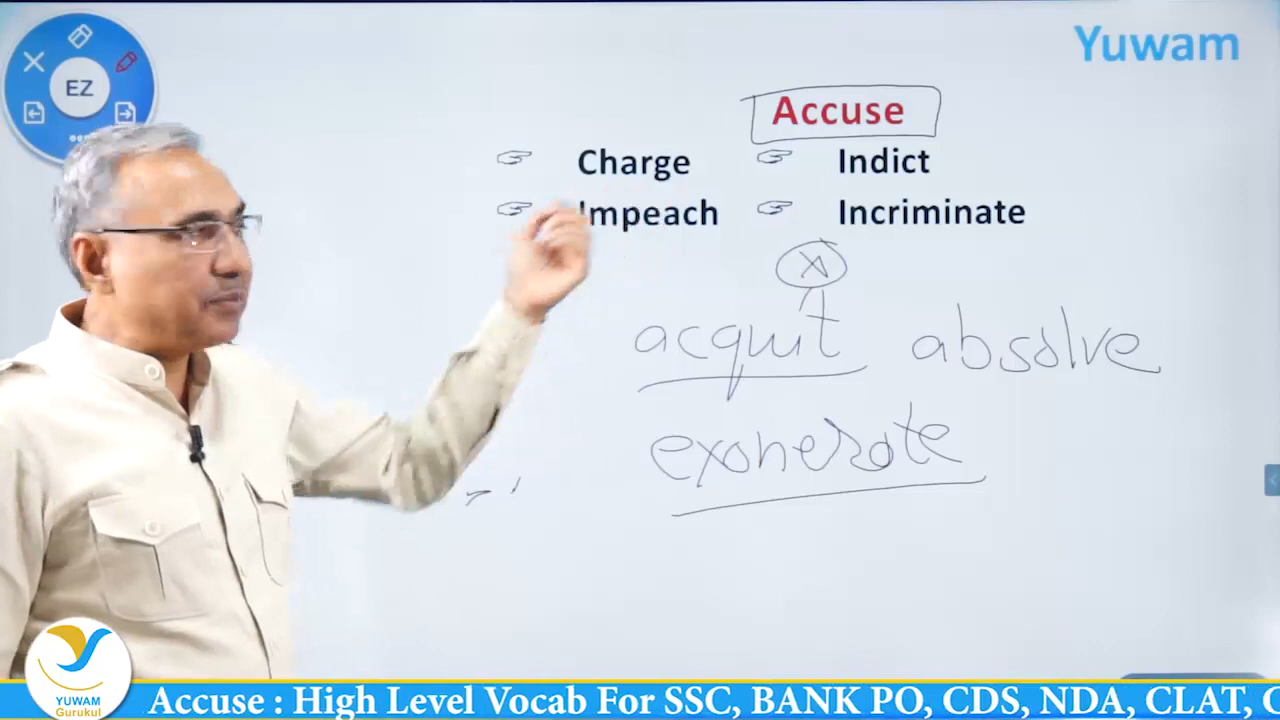 Yuwam
EZ
Accuse
☞ Charge ☞ Indict
☞ Impeach ☞ Incriminate
acquit absolve
exonerate
YUWAM
Gurukul
Accuse : High Level Vocab For SSC, BANK PO, CDS, NDA, CLAT, C